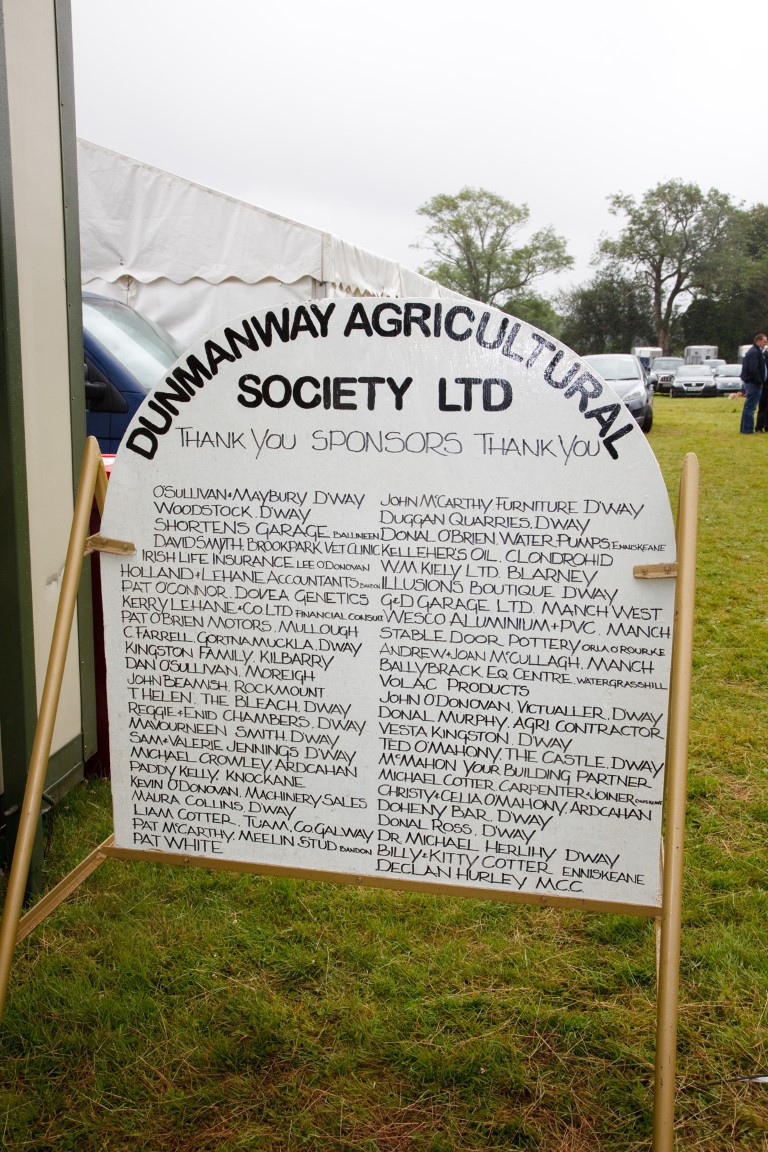 DUNMANWAY AGRICULTURAL
SOCIETY LTD
THANK YOU SPONSORS THANK YOU
O'SULLIVAN+MAYBURY D'WAY
WOODSTOCK, D'WAY
SHORTENS GARAGE BALLINEEN
DAVID SMITH, BROOKPARK VET CLINIC
IRISH LIFE INSURANCE LEE O'DONOVAN
HOLLAND+LEHANE ACCOUNTANTS BANDON
PAT O'CONNOR, DOVEA GENETICS
KERRY LEHANE+CO LTD FINANCIAL CONSULT
PAT O'BRIEN MOTORS, MULLOUGH
C. FARRELL, GORTNAMUCKLA, D'WAY
KINGSTON FAMILY, KILBARRY
DAN O'SULLIVAN, MOREIGH
JOHN BEAMISH, ROCKMOUNT
T HELEN, THE BLEACH, D'WAY
REGGIE+ENID CHAMBERS, D'WAY
MAVOURNEEN SMITH, D'WAY
SAM+VALERIE JENNINGS D'WAY
MICHAEL CROWLEY, ARDCAHAN
PADDY KELLY, KNOCKANE
KEVIN O'DONOVAN, MACHINERY SALES
MAURA COLLINS, D'WAY
LIAM COTTER, TUAM, CO GALWAY
PAT McCARTHY, MEELIN STUD BANDON
PAT WHITE
JOHN McCARTHY, FURNITURE D'WAY
DUGGAN QUARRIES, D'WAY
DONAL O'BRIEN, WATER PUMPS, ENNISKEANE
KELLEHER'S OIL, CLONDROHID
W.M KIELY LTD, BLARNEY
ILLUSIONS BOUTIQUE D'WAY
G&D GARAGE LTD, MANCH WEST
WESCO ALUMINIUM+PVC, MANCH
STABLE DOOR POTTERY ORLA O'ROURKE
ANDREW+JOAN McCULLAGH, MANCH
BALLYBRACK EQ CENTRE, WATERGRASSHILL
VOLAC PRODUCTS
JOHN O'DONOVAN, VICTUALLER, D'WAY
DONAL MURPHY, AGRI CONTRACTOR
VESTA KINGSTON, D'WAY
TED O'MAHONY, THE CASTLE, D'WAY
McMAHON YOUR BUILDING PARTNER
MICHAEL COTTER CARPENTER+JOINER
CHRISTY+CELIA O'MAHONY, ARDCAHAN
DOHENY BAR, D'WAY
DONAL ROSS, D'WAY
DR MICHAEL HERLIHY D'WAY
BILLY+KITTY COTTER ENNISKEANE
DECLAN HURLEY M.C.C